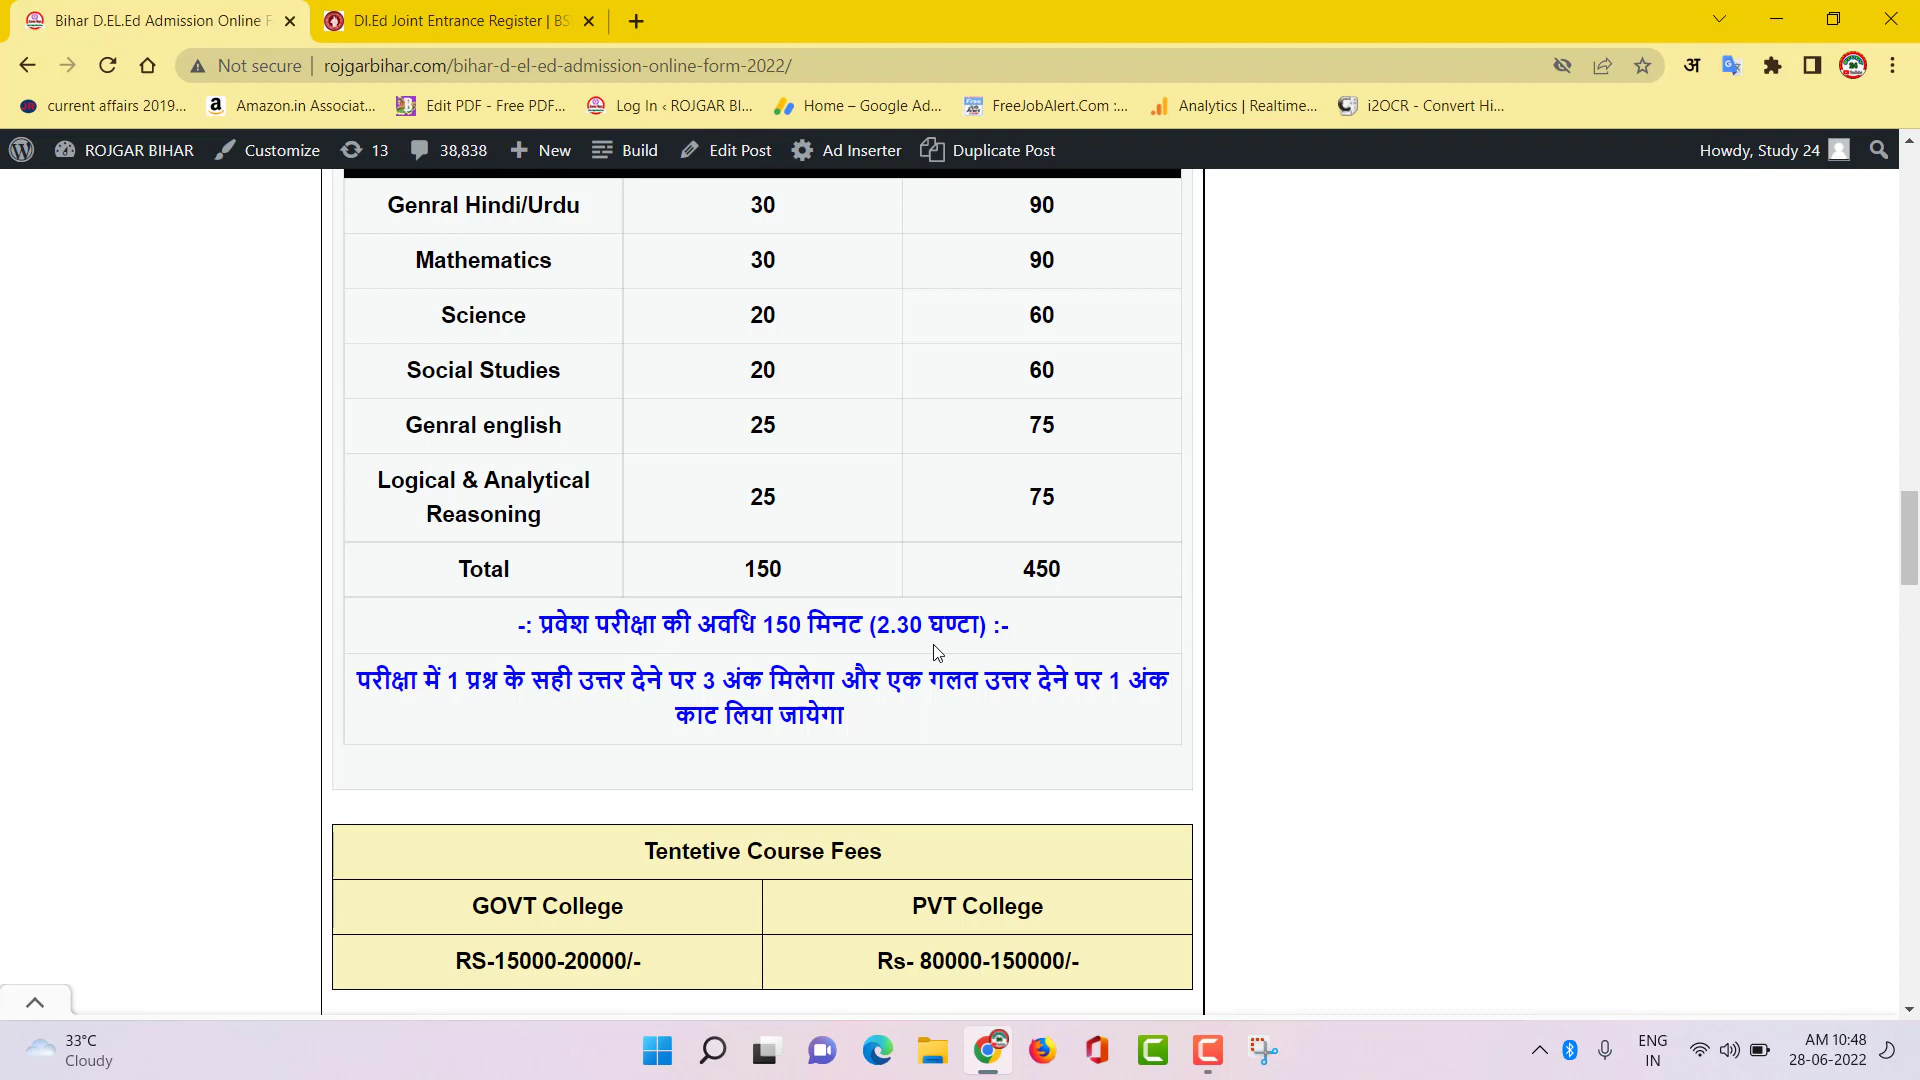 Bihar D.EL.Ed Admission Online F
Dl.Ed Joint Entrance Register | BS
Not secure
rojgarbihar.com/bihar-d-el-ed-admission-online-form-2022/
अ
current affairs 2019...
Amazon.in Associat...
Edit PDF - Free PDF...
Log In ‹ ROJGAR BI...
Home – Google Ad...
FreeJobAlert.Com :...
Analytics | Realtime...
i2OCR - Convert Hi...
ROJGAR BIHAR
Customize
13
38,838
New
Build
Edit Post
Ad Inserter
Duplicate Post
Howdy, Study 24
Genral Hindi/Urdu 30 90
Mathematics 30 90
Science 20 60
Social Studies 20 60
Genral english 25 75
Logical & Analytical
Reasoning
25 75
Total 150 450
-: प्रवेश परीक्षा की अवधि 150 मिनट (2.30 घण्टा) :-
परीक्षा में 1 प्रश्न के सही उत्तर देने पर 3 अंक मिलेगा और एक गलत उत्तर देने पर 1 अंक
काट लिया जायेगा
Tentetive Course Fees
GOVT College PVT College
RS-15000-20000/- Rs- 80000-150000/-
33°C
Cloudy
ENG
IN
AM 10:48
28-06-2022